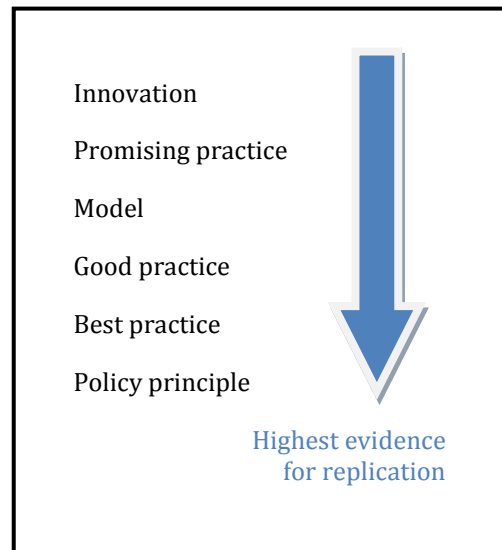 Innovation
Promising practice
Model
Good practice
Best practice
Policy principle
Highest evidence
for replication